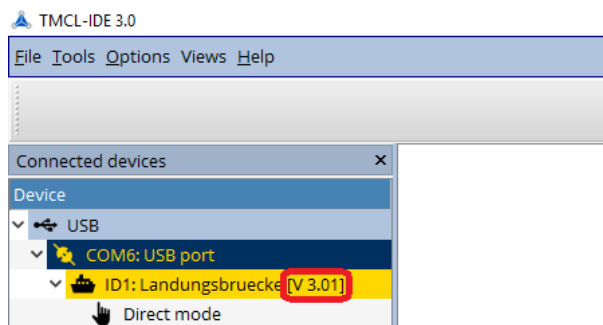 TMCL-IDE 3.0
File Tools Options Views Help
Connected devices ×
Device
USB
COM6: USB port
ID1: Landungsbruecke [V 3.01]
Direct mode